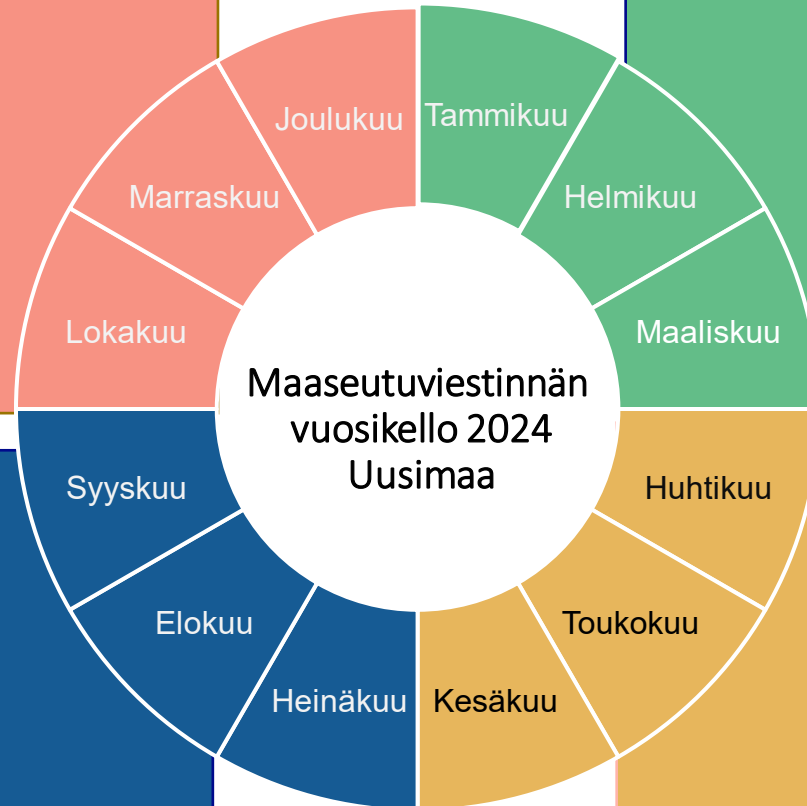 Joulukuu
Tammikuu
Marraskuu
Helmikuu
Lokakuu
Maaliskuu
Maaseutuviestinnän
vuosikello 2024
Uusimaa
Syyskuu
Huhtikuu
Elokuu
Toukokuu
Heinäkuu
Kesäkuu